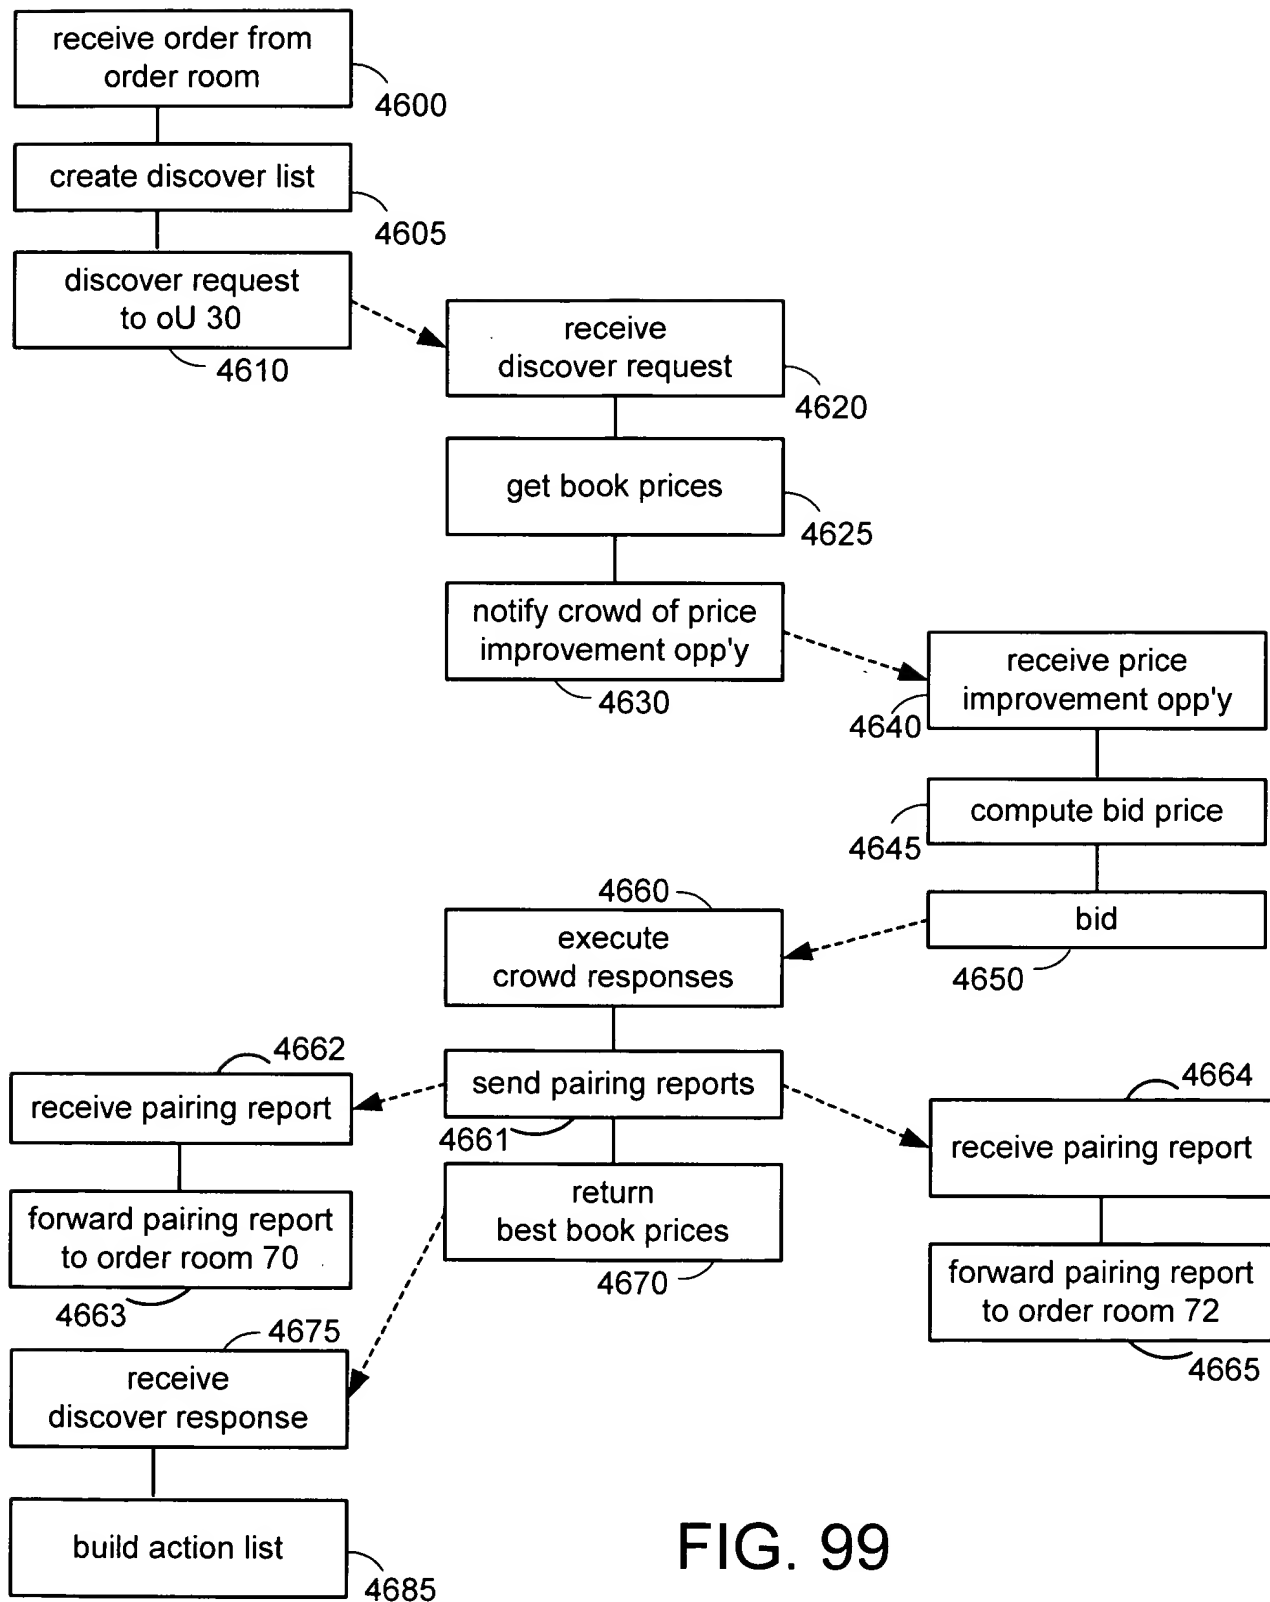 receive order from
order room
4600
create discover list
4605
discover request
to oU 30
4610
receive
discover request
4620
get book prices
4625
notify crowd of price
improvement opp'y
4630
receive price
improvement opp'y
4640
compute bid price
4645
bid
4650
4660
execute
crowd responses
send pairing reports
4661
4662
receive pairing report
forward pairing report
to order room 70
4663
4664
receive pairing report
forward pairing report
to order room 72
4665
return
best book prices
4670
4675
receive
discover response
build action list
4685
FIG. 99